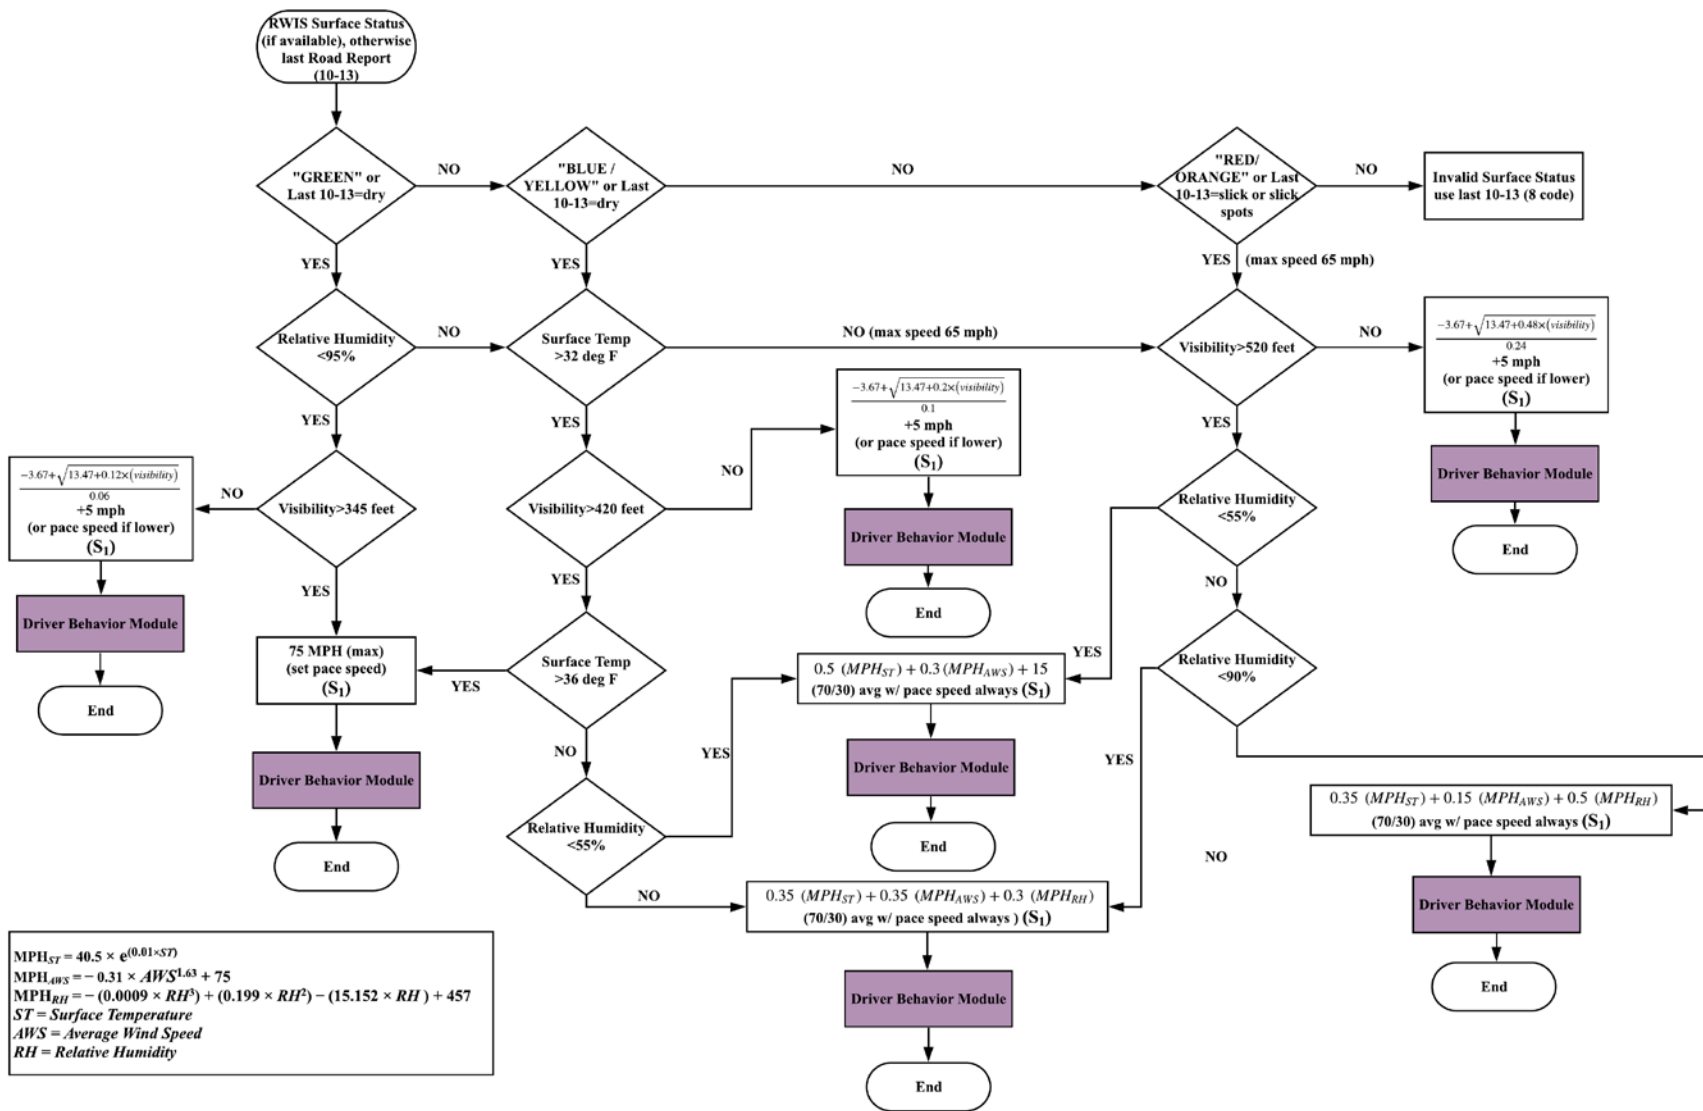 RWIS Surface Status
(if available), otherwise
last Road Report
(10-13)
"GREEN" or
Last 10-13=dry
NO
"BLUE /
YELLOW" or Last
10-13=dry
NO
"RED/
ORANGE" or Last
10-13=slick or slick
spots
NO
Invalid Surface Status
use last 10-13 (8 code)
YES
YES
YES (max speed 65 mph)
Relative Humidity
<95%
NO
Surface Temp
>32 deg F
NO (max speed 65 mph)
Visibility>520 feet
NO
−3.67+√13.47+0.48×(visibility)
0.24
+5 mph
(or pace speed if lower)
(S₁)
Driver Behavior Module
End
YES
YES
YES
−3.67+√13.47+0.2×(visibility)
0.1
+5 mph
(or pace speed if lower)
(S₁)
NO
Driver Behavior Module
End
−3.67+√13.47+0.12×(visibility)
0.06
+5 mph
(or pace speed if lower)
(S₁)
NO
Visibility>345 feet
Visibility>420 feet
Relative Humidity
<55%
Driver Behavior Module
End
YES
YES
NO
75 MPH (max)
(set pace speed)
(S₁)
YES
Surface Temp
>36 deg F
0.5 (MPH_ST) + 0.3 (MPH_AWS) + 15
(70/30) avg w/ pace speed always (S₁)
YES
Relative Humidity
<90%
Driver Behavior Module
End
NO
YES
Driver Behavior Module
End
YES
0.35 (MPH_ST) + 0.15 (MPH_AWS) + 0.5 (MPH_RH)
(70/30) avg w/ pace speed always (S₁)
NO
Driver Behavior Module
End
Relative Humidity
<55%
NO
0.35 (MPH_ST) + 0.35 (MPH_AWS) + 0.3 (MPH_RH)
(70/30) avg w/ pace speed always ) (S₁)
Driver Behavior Module
End
MPH_ST = 40.5 × e^(0.01×ST)
MPH_AWS = − 0.31 × AWS^1.63 + 75
MPH_RH = − (0.0009 × RH³) + (0.199 × RH²) − (15.152 × RH ) + 457
ST = Surface Temperature
AWS = Average Wind Speed
RH = Relative Humidity